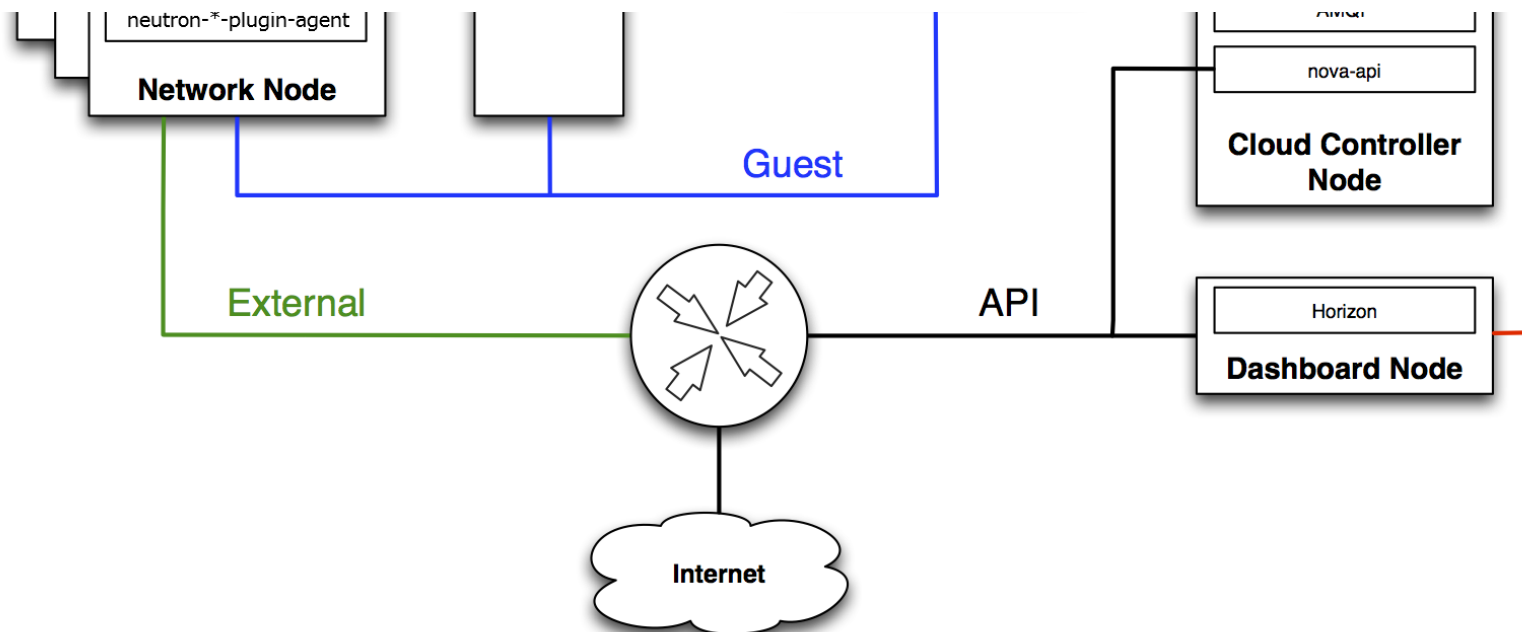 neutron-*-plugin-agent
Network Node
nova-api
Cloud Controller
Node
Guest
External
API
Horizon
Dashboard Node
Internet